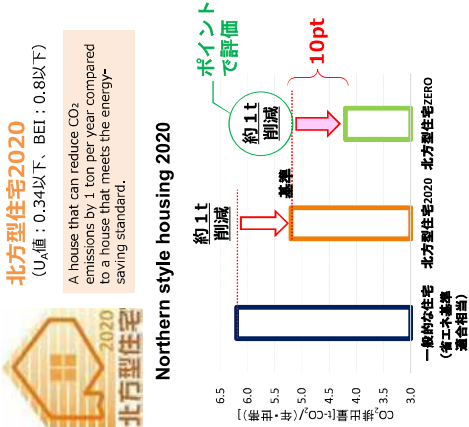 2020
北方型住宅
北方型住宅2020
（UA値：0.34以下、BEI：0.8以下）
A house that can reduce CO₂
emissions by 1 ton per year compared
to a house that meets the energy-
saving standard.
Northern style housing 2020
CO₂排出量[t-CO₂/（年・世帯）]
6.5
6.0
5.5
5.0
4.5
4.0
3.5
3.0
約１t
削減
基準
約１t
削減
ポイント
で評価
10pt
一般的な住宅
（省エネ基準
適合相当）
北方型住宅2020
北方型住宅ZERO